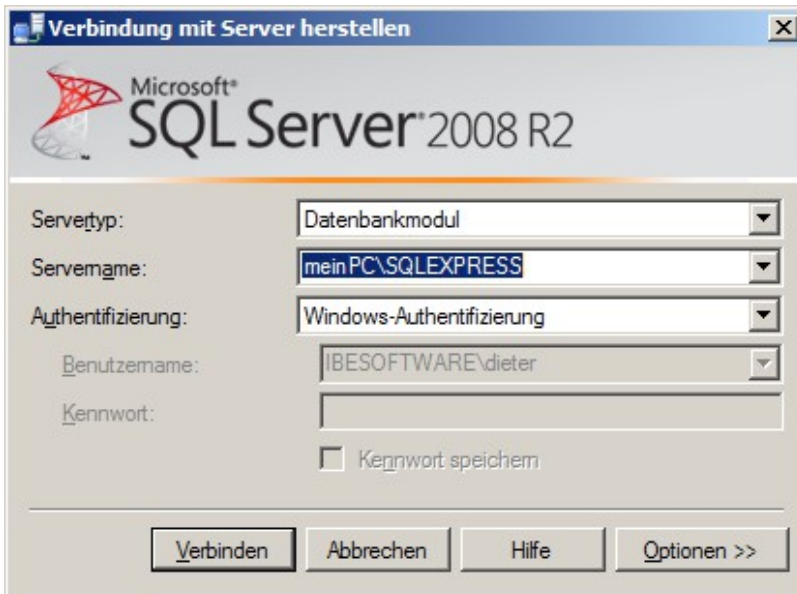 Verbindung mit Server herstellen
Microsoft®
SQL Server® 2008 R2
Servertyp: Datenbankmodul
Servername: meinPC\SQLEXPRESS
Authentifizierung: Windows-Authentifizierung
Benutzername: IBESOFTWARE\dieter
Kennwort:
Kennwort speichern
Verbinden Abbrechen Hilfe Optionen >>